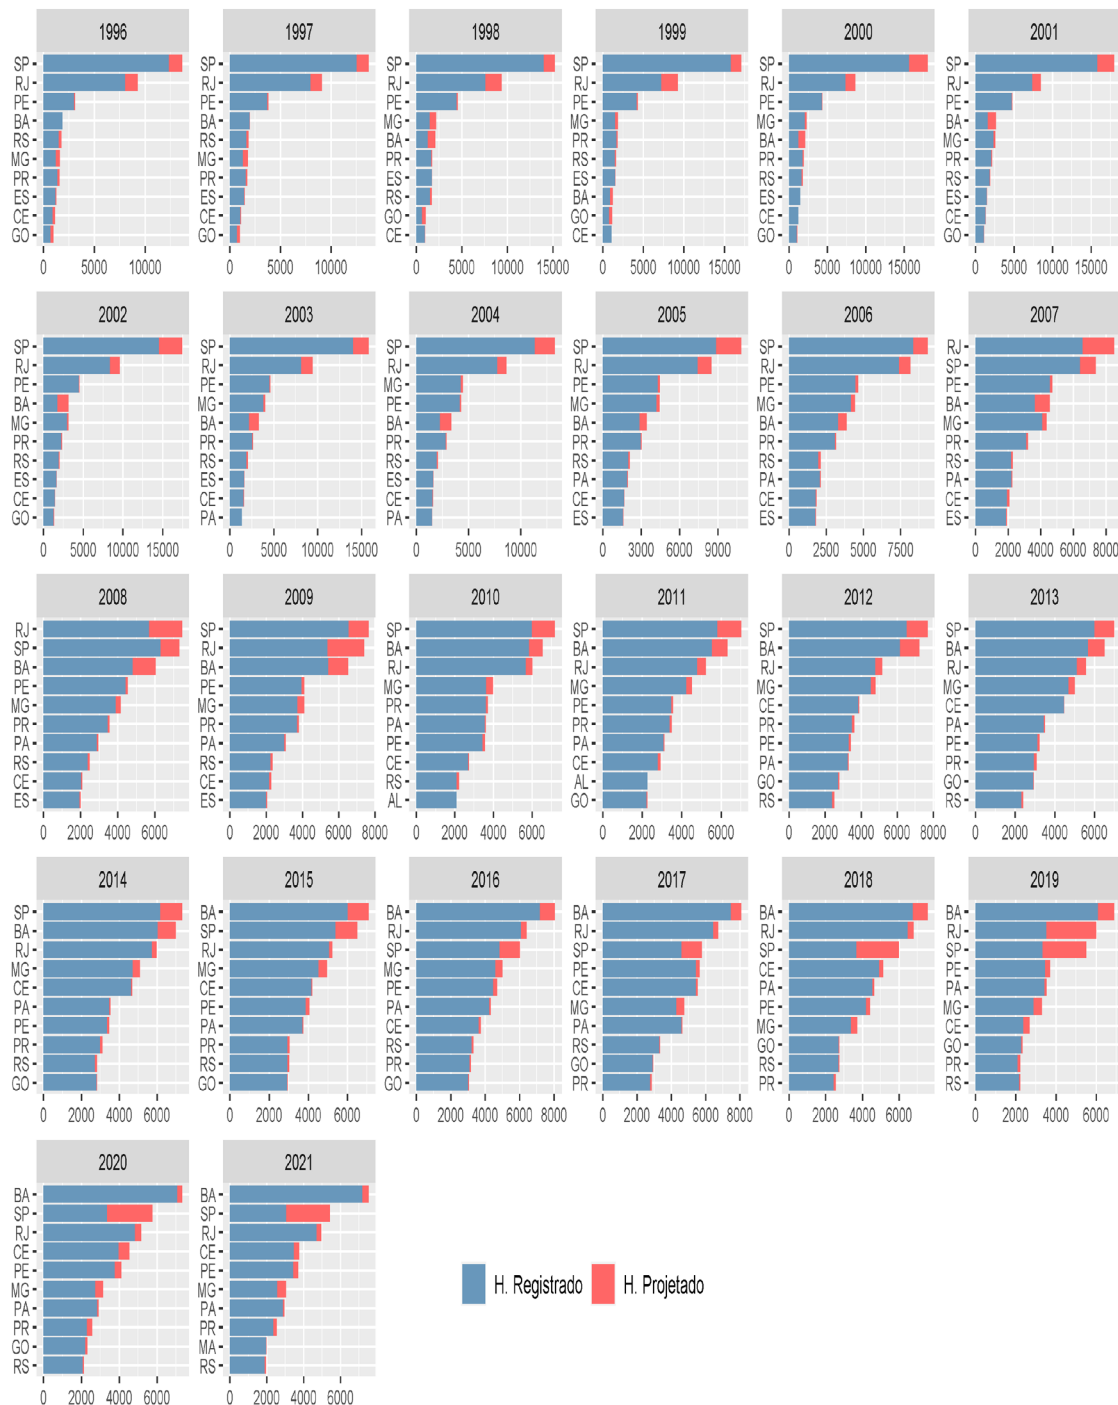 1996 1997 1998 1999 2000 2001
SP SP SP SP SP SP
RJ RJ RJ RJ RJ RJ
PE PE PE PE PE PE
BA BA MG MG MG BA
RS RS BA PR BA MG
MG MG PR RS PR PR
PR PR ES ES RS RS
ES ES RS BA ES ES
CE CE GO GO CE CE
GO GO CE CE GO GO
0 5000 10000 0 5000 10000 0 5000 10000 15000 0 5000 10000 15000 0 5000 10000 15000 0 5000 10000 15000
2002 2003 2004 2005 2006 2007
SP SP SP SP SP RJ
RJ RJ RJ RJ RJ SP
PE PE MG PE PE PE
BA MG PE MG MG BA
MG BA BA BA BA MG
PR PR PR PR PR PR
RS RS RS RS RS RS
ES ES ES PA PA PA
CE CE CE CE CE CE
GO PA PA ES ES ES
0 5000 10000 15000 0 5000 10000 15000 0 5000 10000 0 3000 6000 9000 0 2500 5000 7500 0 2000 4000 6000 8000
2008 2009 2010 2011 2012 2013
RJ SP SP SP SP SP
SP RJ BA BA BA BA
BA BA RJ RJ RJ RJ
PE PE MG MG MG MG
MG MG PR PE CE CE
PR PR PA PR PR PA
PA PA PE PA PE PE
RS RS CE CE PA PR
CE CE RS AL GO GO
ES ES AL GO RS RS
0 2000 4000 6000 0 2000 4000 6000 8000 0 2000 4000 6000 0 2000 4000 6000 0 2000 4000 6000 8000 0 2000 4000 6000
2014 2015 2016 2017 2018 2019
SP BA BA BA BA BA
BA SP RJ RJ RJ RJ
RJ RJ SP SP SP SP
MG MG MG PE CE PE
CE CE PE CE PA PA
PA PE PA MG PE MG
PE PA CE PA MG CE
PR PR RS RS GO GO
RS RS PR GO RS PR
GO GO GO PR PR RS
0 2000 4000 6000 0 2000 4000 6000 0 2000 4000 6000 8000 0 2000 4000 6000 8000 0 2000 4000 6000 0 2000 4000 6000
2020 2021
BA BA
SP SP
RJ RJ
CE CE
PE PE
MG MG
PA PA
PR PR
GO MA
RS RS
0 2000 4000 6000 0 2000 4000 6000
H. Registrado H. Projetado